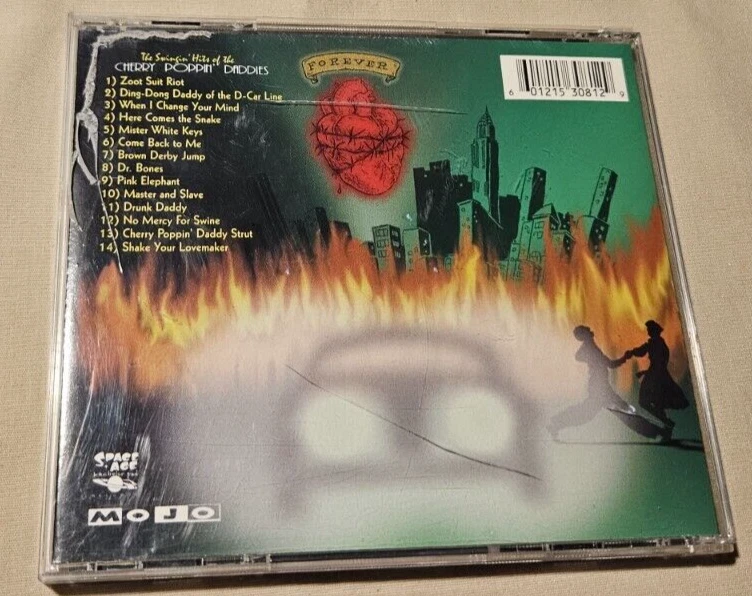 The Swingin' Hits of the
CHERRY POPPIN' DADDIES
1) Zoot Suit Riot
2) Ding-Dong Daddy of the D-Car Line
3) When I Change Your Mind
4) Here Comes the Snake
5) Mister White Keys
6) Come Back to Me
7) Brown Derby Jump
8) Dr. Bones
9) Pink Elephant
10) Master and Slave
11) Drunk Daddy
12) No Mercy For Swine
13) Cherry Poppin' Daddy Strut
14) Shake Your Lovemaker
FOREVER
6 01215 30812 9
SPACE
AGE
MOJO